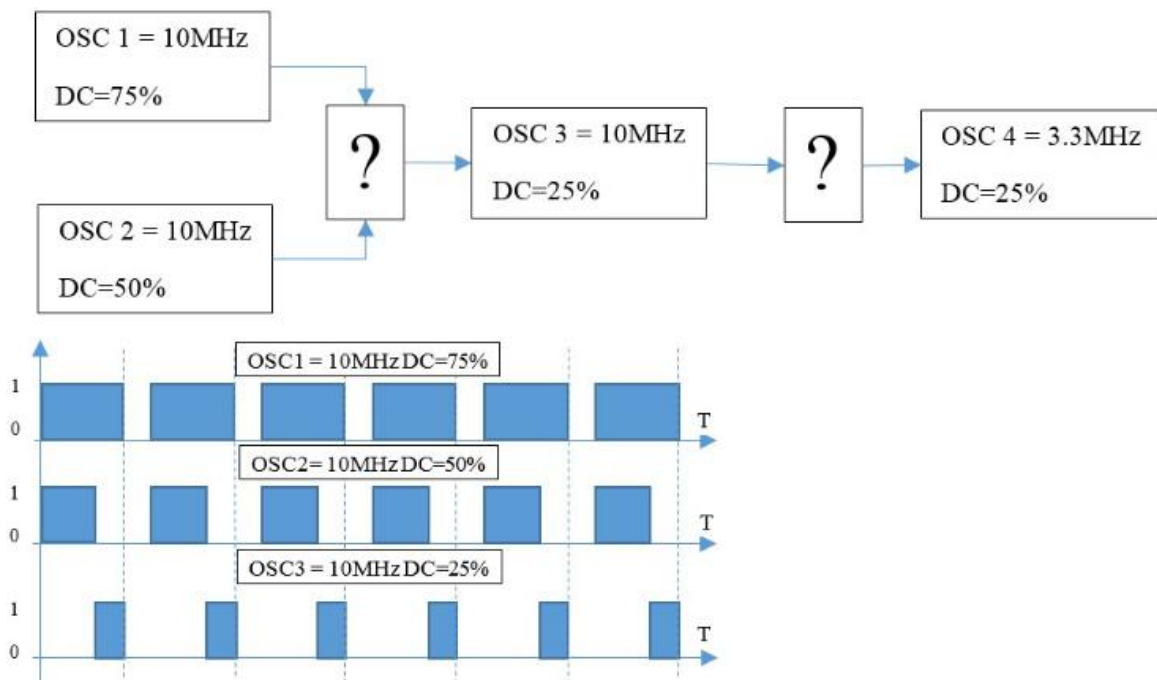 OSC 1 = 10MHz
DC=75%
?
OSC 3 = 10MHz
DC=25%
?
OSC 4 = 3.3MHz
DC=25%
OSC 2 = 10MHz
DC=50%
OSC1 = 10MHz DC=75%
1
0
T
OSC2= 10MHz DC=50%
1
0
T
OSC3 = 10MHz DC=25%
1
0
T